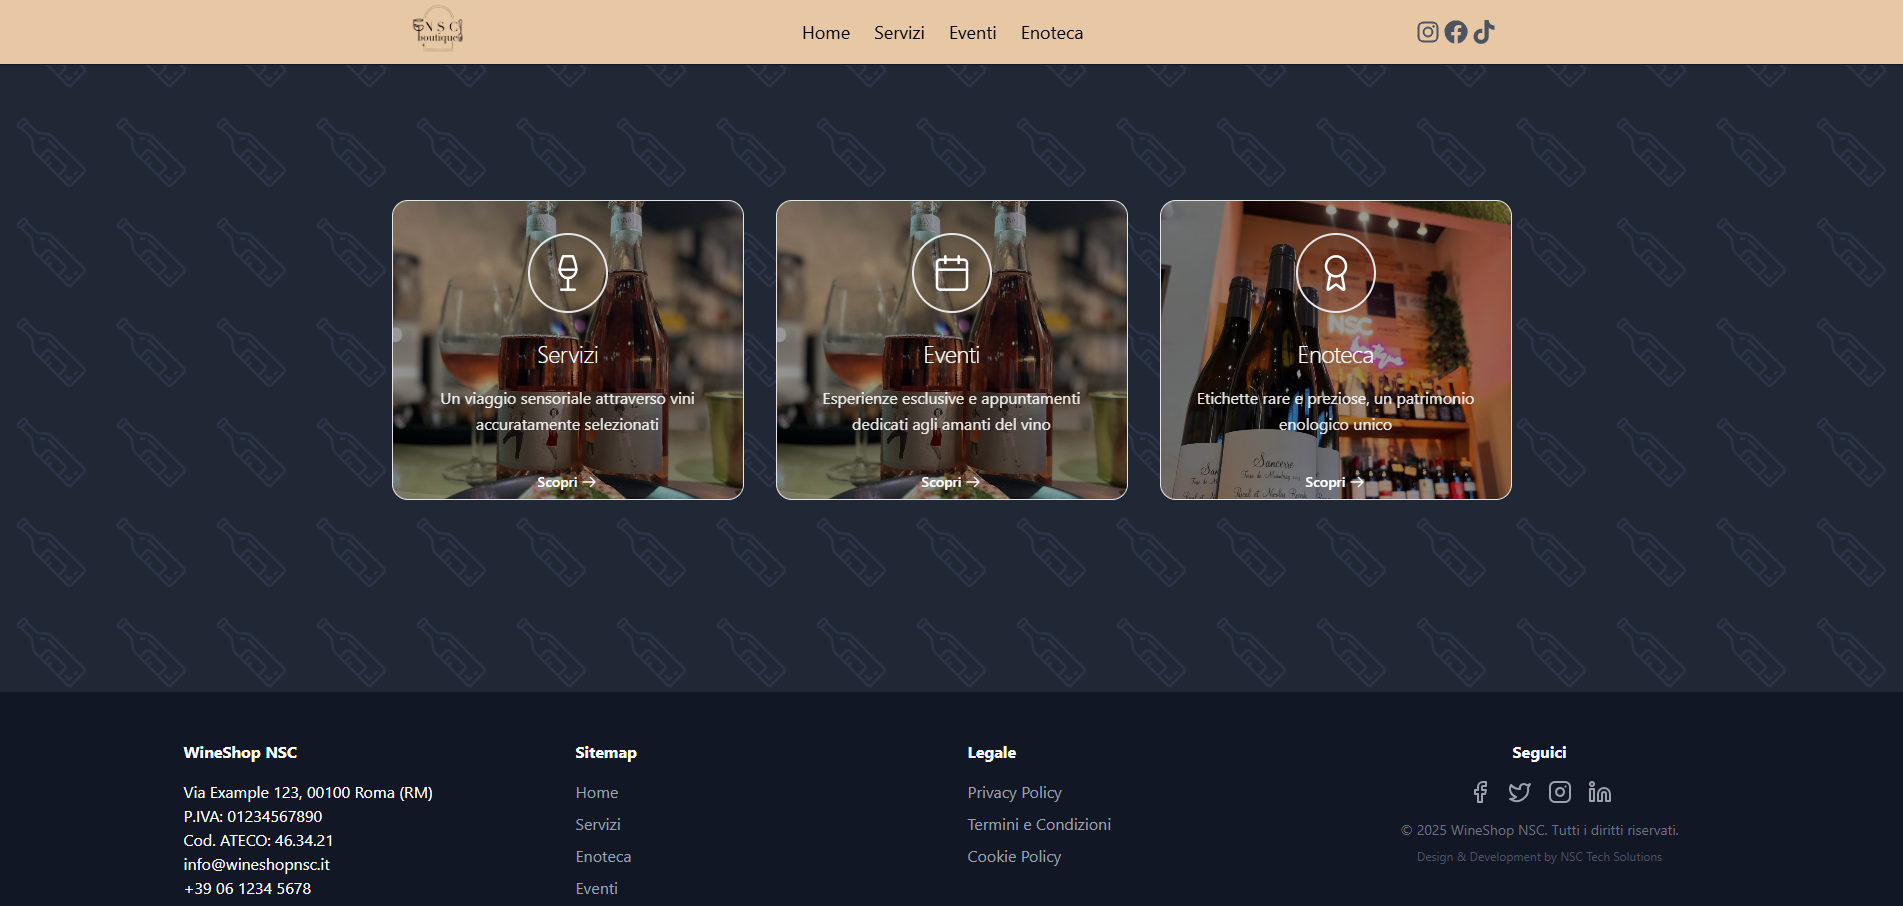 NSC
boutique
Home Servizi Eventi Enoteca
Servizi
Un viaggio sensoriale attraverso vini
accuratamente selezionati
Scopri →
Eventi
Esperienze esclusive e appuntamenti
dedicati agli amanti del vino
Scopri →
NSC
boutique
Enoteca
Etichette rare e preziose, un patrimonio
enologico unico
Sancerre
Scopri →
WineShop NSC
Via Example 123, 00100 Roma (RM)
P.IVA: 01234567890
Cod. ATECO: 46.34.21
info@wineshopnsc.it
+39 06 1234 5678
Sitemap
Home
Servizi
Enoteca
Eventi
Legale
Privacy Policy
Termini e Condizioni
Cookie Policy
Seguici
© 2025 WineShop NSC. Tutti i diritti riservati.
Design & Development by NSC Tech Solutions